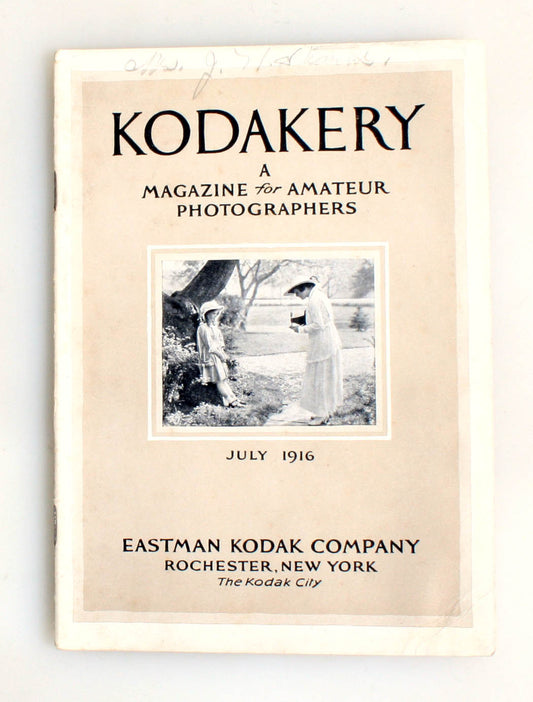 J.
KODAKERY
A
MAGAZINE for AMATEUR
PHOTOGRAPHERS
JULY 1916
EASTMAN KODAK COMPANY
ROCHESTER, NEW YORK
The Kodak City